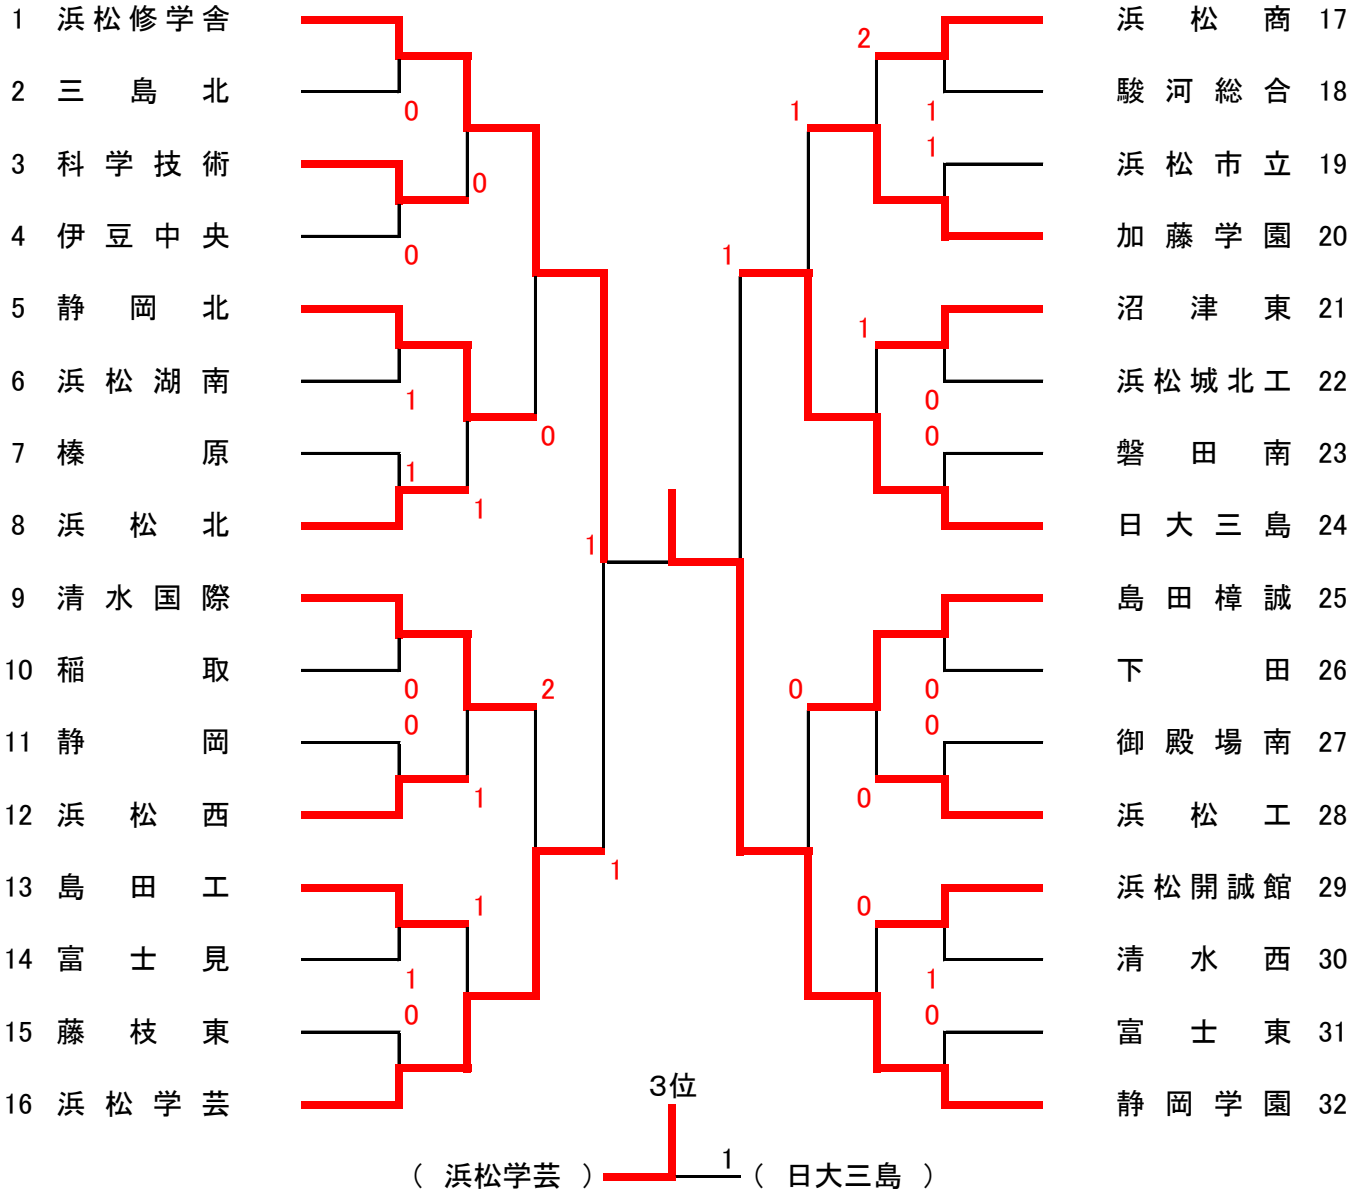 1 浜松修学舎
2 三島北
0
3 科学技術
0
4 伊豆中央
0
5 静岡北
6 浜松湖南
1
0
7 榛原
1
8 浜松北
1
1
9 清水国際
10 稲取
0
2
11 静岡
0
12 浜松西
1
1
13 島田工
1
14 富士見
1
15 藤枝東
0
16 浜松学芸
浜松商 17
2
駿河総合 18
1
1
浜松市立 19
1
加藤学園 20
1
沼津東 21
1
浜松城北工 22
0
磐田南 23
0
日大三島 24
島田樟誠 25
下田 26
0
0
御殿場南 27
0
浜松工 28
0
浜松開誠館 29
0
清水西 30
1
富士東 31
0
静岡学園 32
3位
( 浜松学芸 ) 1 ( 日大三島 )